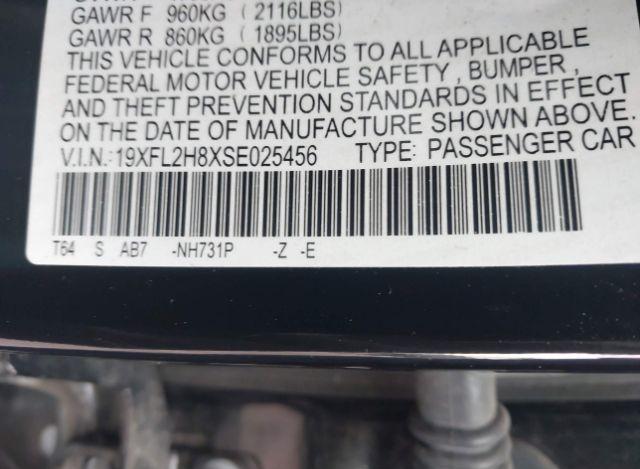 GAWR F 960KG (2116LBS)
GAWR R 860KG (1895LBS)
THIS VEHICLE CONFORMS TO ALL APPLICABLE
FEDERAL MOTOR VEHICLE SAFETY, BUMPER,
AND THEFT PREVENTION STANDARDS IN EFFECT
ON THE DATE OF MANUFACTURE SHOWN ABOVE.
V.I.N.:19XFL2H8XSE025456 TYPE: PASSENGER CAR
T64 S AB7 -NH731P -Z -E